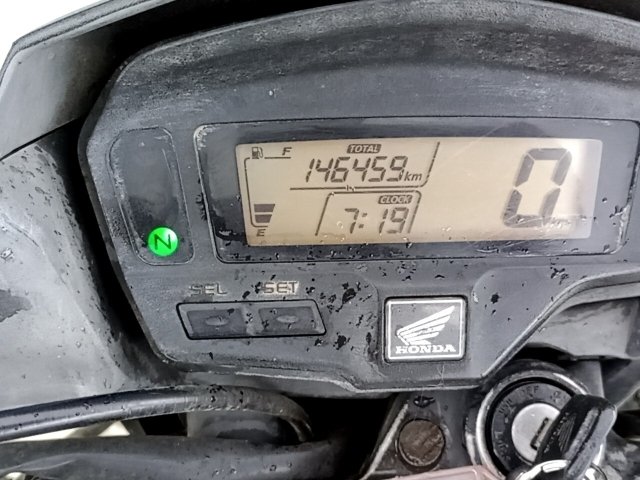 F TOTAL
146459 km
CLOCK
7:19
0
E
N
SEL SET
HONDA